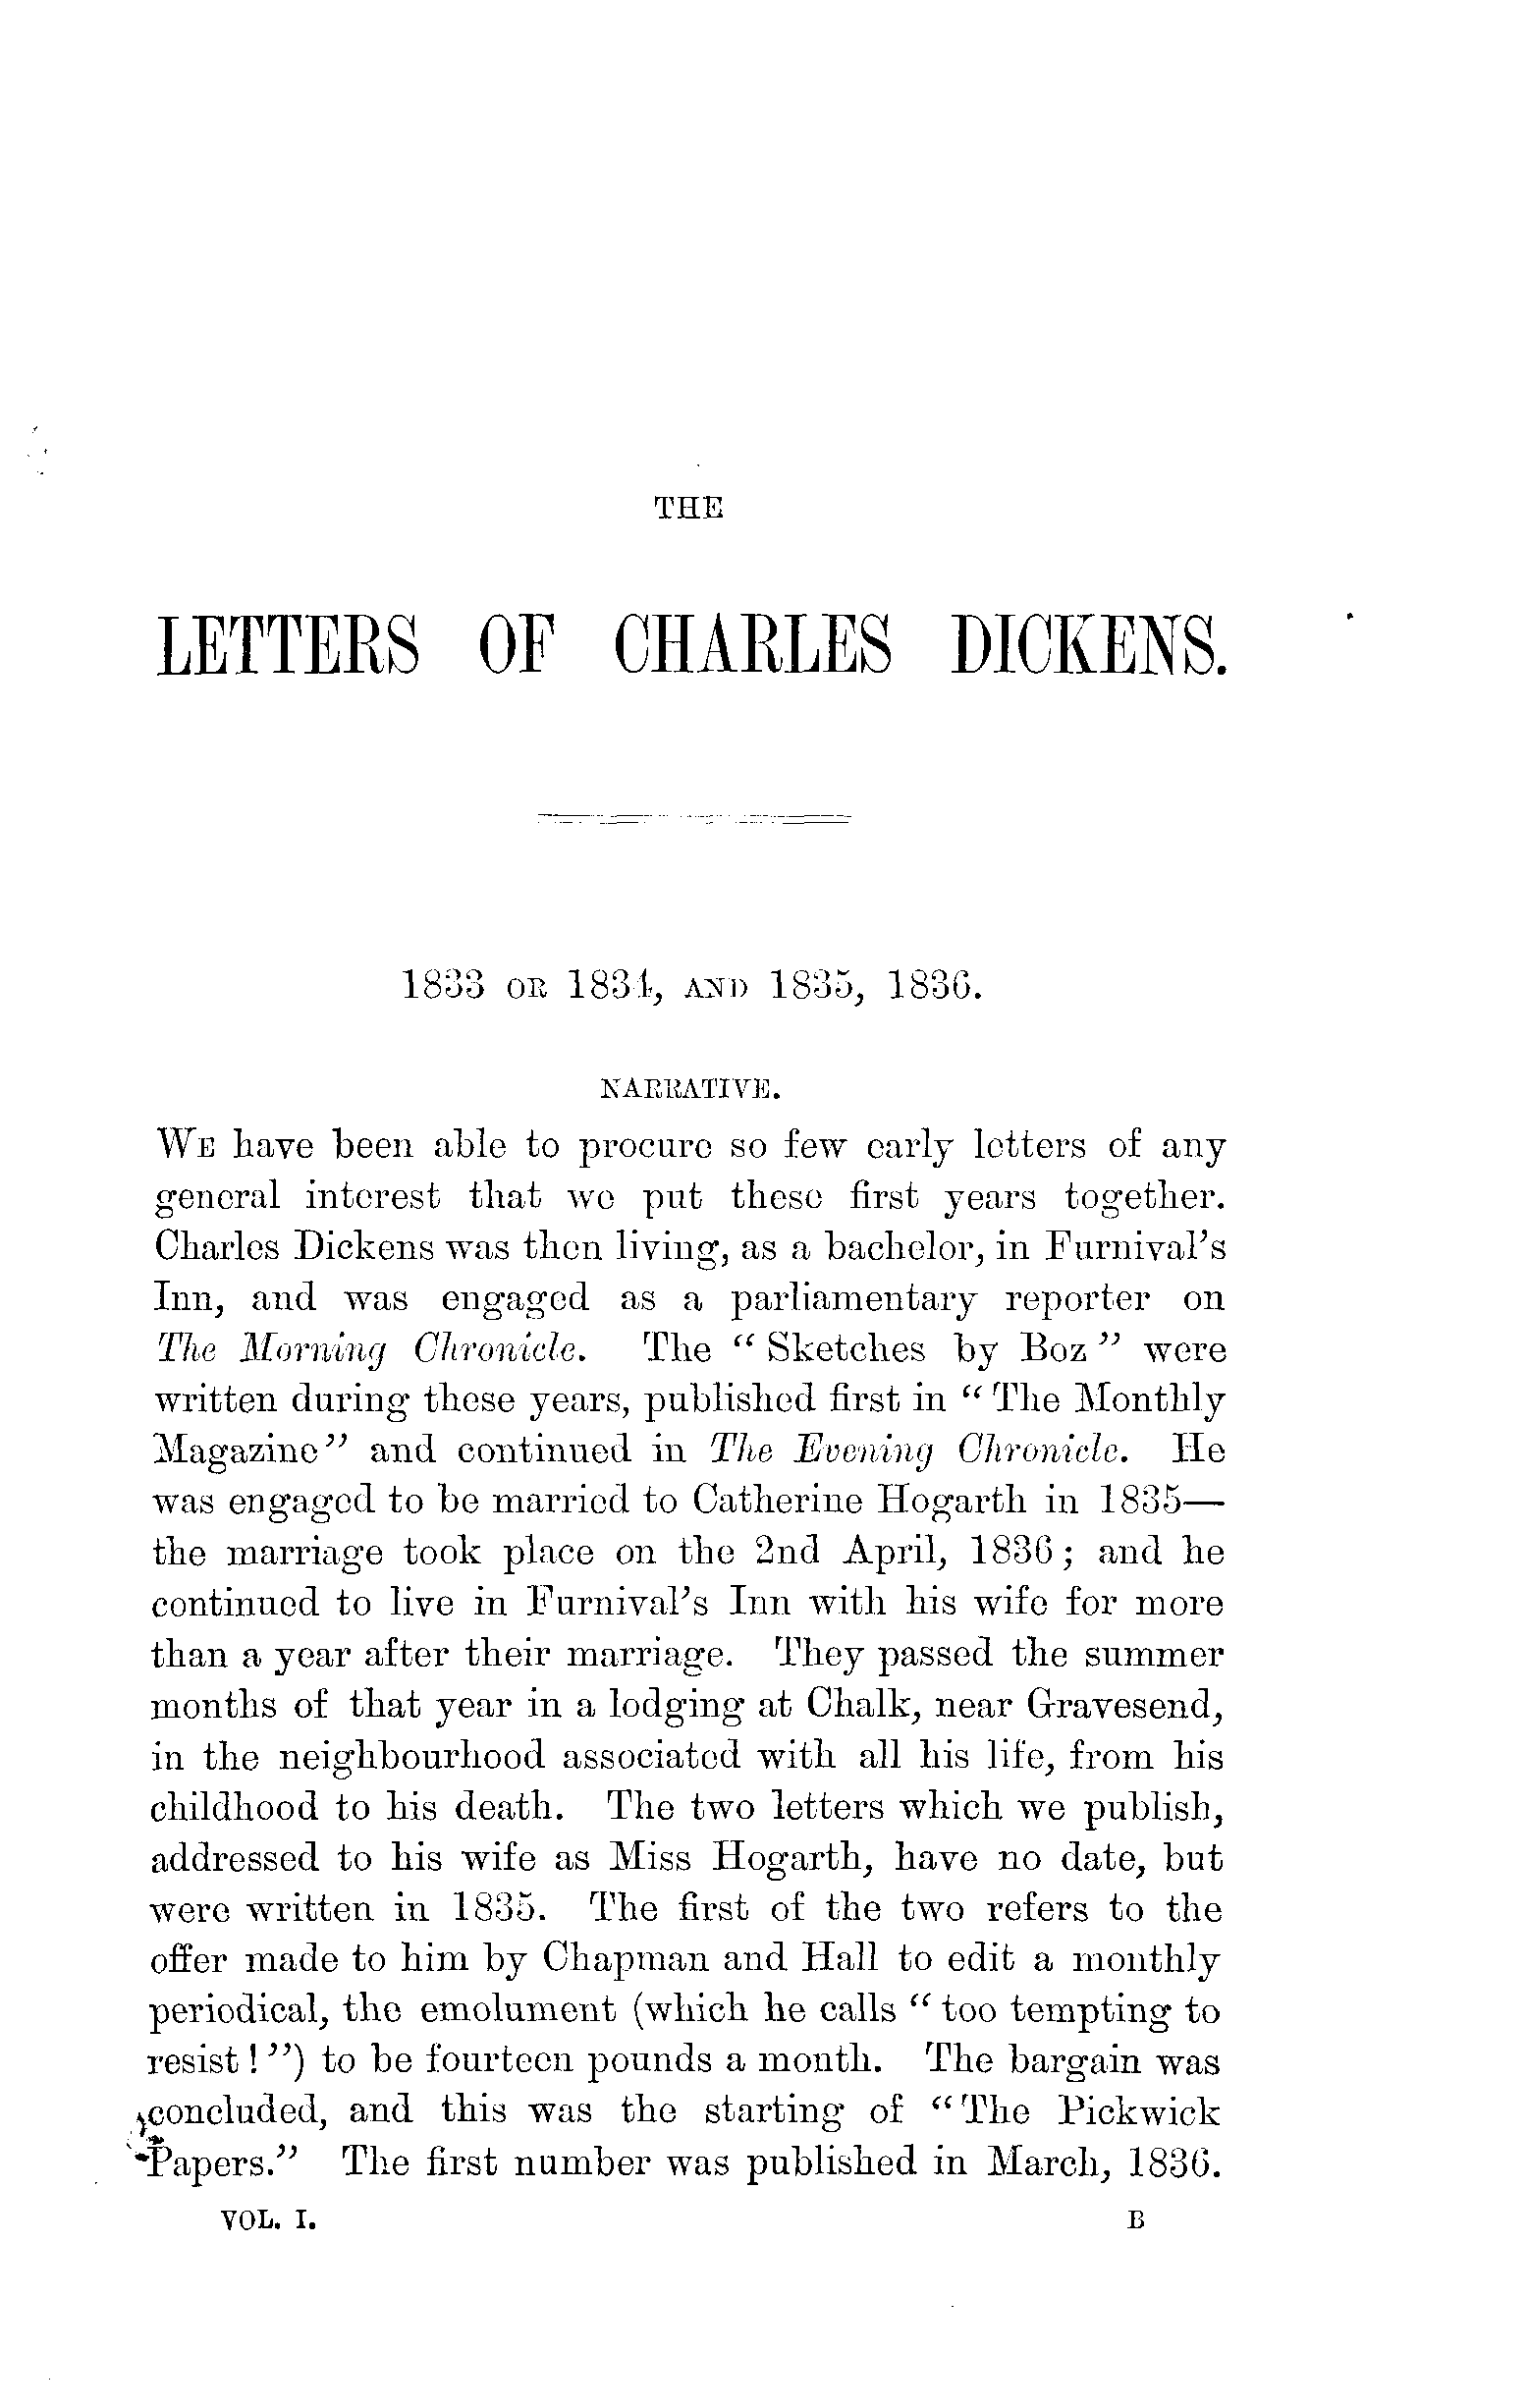 THE
LETTERS OF CHARLES DICKENS.
1833 OR 1834, AND 1835, 1836.
NARRATIVE.
WE have been able to procure so few early letters of any
general interest that we put these first years together.
Charles Dickens was then living, as a bachelor, in Furnival's
Inn, and was engaged as a parliamentary reporter on
The Morning Chronicle. The “Sketches by Boz” were
written during these years, published first in “The Monthly
Magazine” and continued in The Evening Chronicle. He
was engaged to be married to Catherine Hogarth in 1835—
the marriage took place on the 2nd April, 1836; and he
continued to live in Furnival's Inn with his wife for more
than a year after their marriage. They passed the summer
months of that year in a lodging at Chalk, near Gravesend,
in the neighbourhood associated with all his life, from his
childhood to his death. The two letters which we publish,
addressed to his wife as Miss Hogarth, have no date, but
were written in 1835. The first of the two refers to the
offer made to him by Chapman and Hall to edit a monthly
periodical, the emolument (which he calls “too tempting to
resist!”) to be fourteen pounds a month. The bargain was
concluded, and this was the starting of “The Pickwick
Papers.” The first number was published in March, 1836.
VOL. I. B